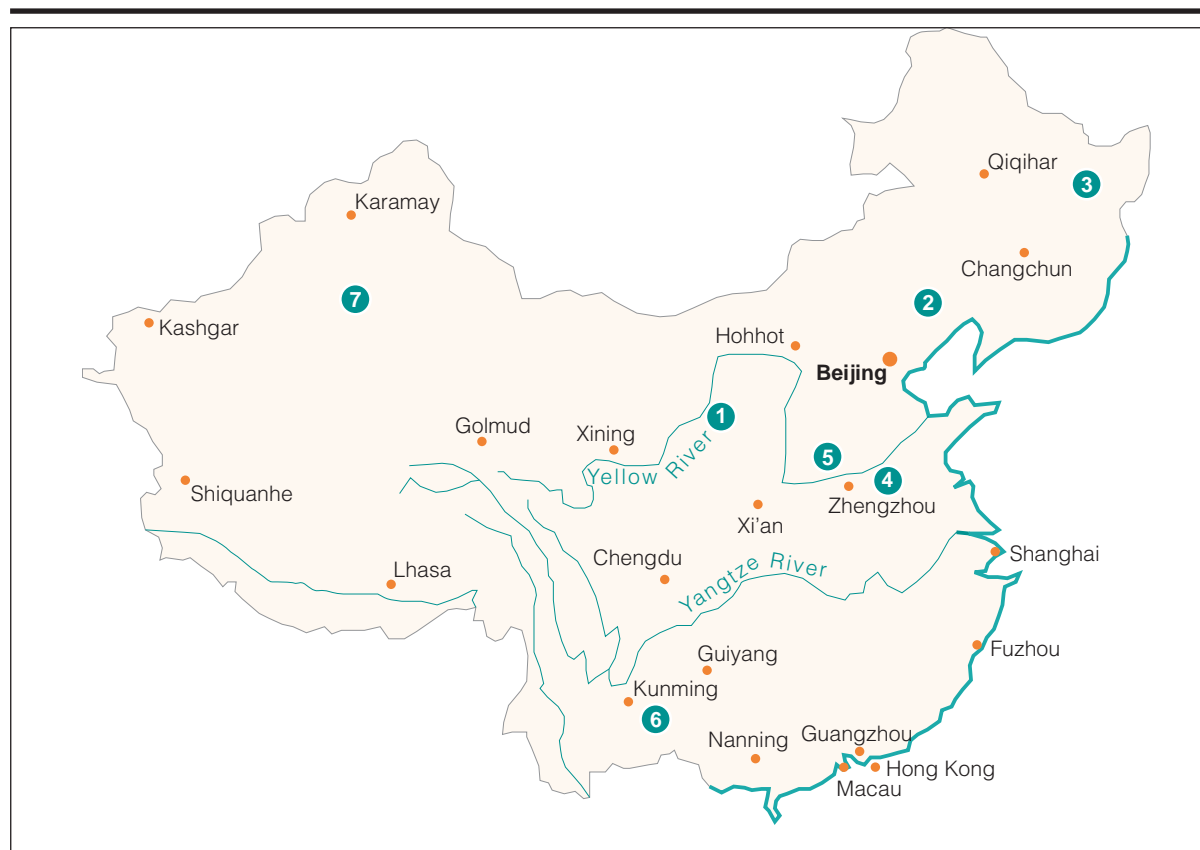 Qiqihar
3
Karamay
Changchun
7
2
Kashgar
Hohhot
Beijing
1
Golmud
Xining
Yellow River
5
4
Shiquanhe
Zhengzhou
Xi'an
Shanghai
Chengdu
Yangtze River
Lhasa
Fuzhou
Guiyang
Kunming
6
Nanning
Guangzhou
Hong Kong
Macau